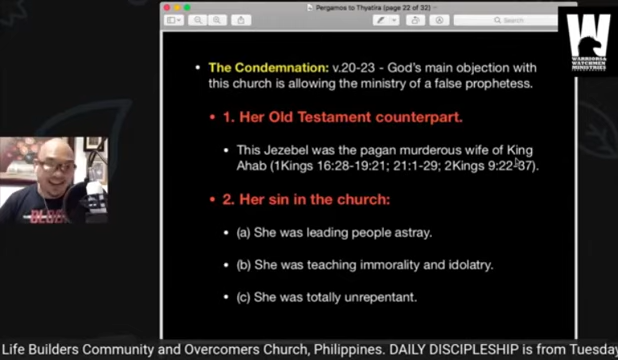 Pergamos to Thyatira (page 22 of 32)
Search
WARRIORS &
WATCHMEN
MINISTRIES
• The Condemnation: v.20-23 - God's main objection with
this church is allowing the ministry of a false prophetess.
• 1. Her Old Testament counterpart.
• This Jezebel was the pagan murderous wife of King
Ahab (1Kings 16:28-19:21; 21:1-29; 2Kings 9:22-37).
• 2. Her sin in the church:
• (a) She was leading people astray.
• (b) She was teaching immorality and idolatry.
• (c) She was totally unrepentant.
Life Builders Community and Overcomers Church, Philippines. DAILY DISCIPLESHIP is from Tuesday